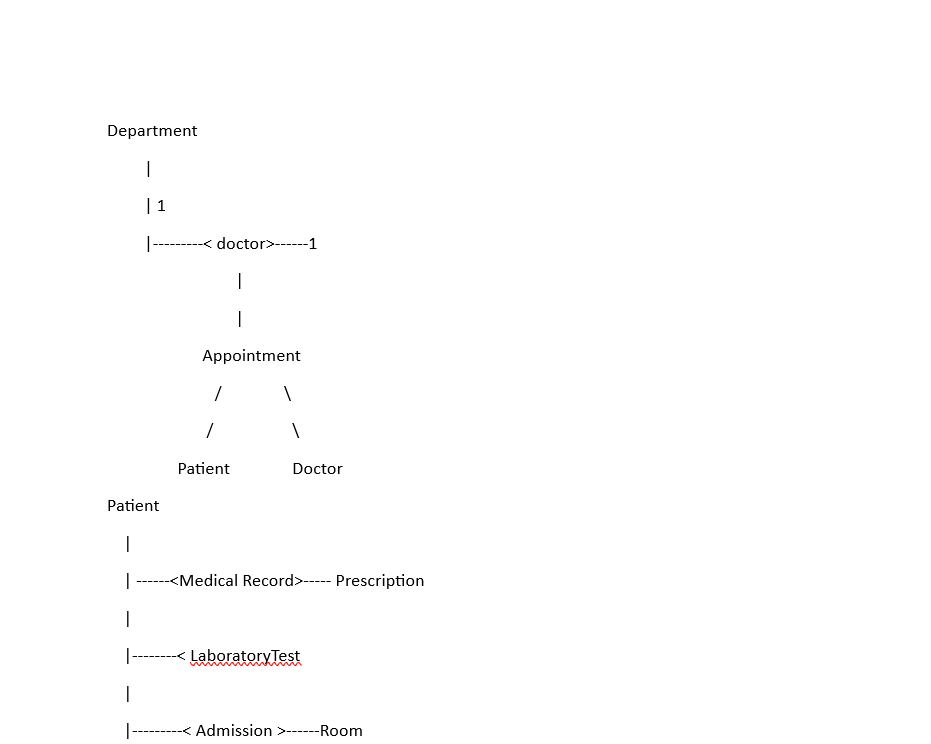 Department
|
| 1
|---------< doctor>------1
|
|
Appointment
/ \
/ \
Patient Doctor
Patient
|
| ------<Medical Record>----- Prescription
|
|--------< LaboratoryTest
|
|---------< Admission >------Room